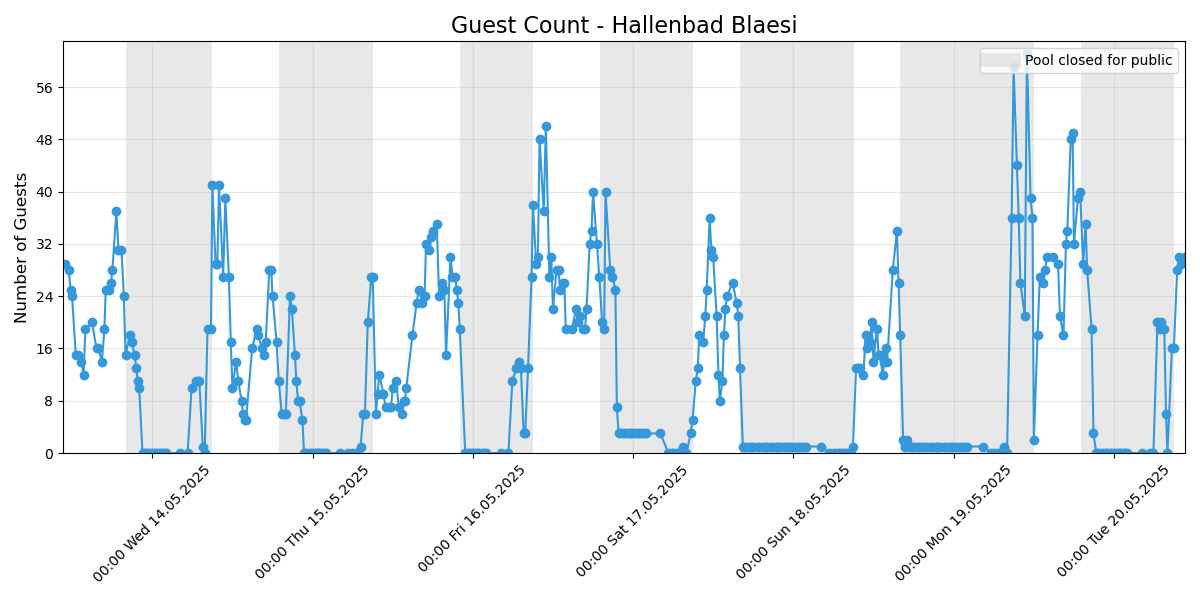 Guest Count - Hallenbad Blaesi
Pool closed for public
Number of Guests
56
48
40
32
24
16
8
0
00:00 Wed 14.05.2025
00:00 Thu 15.05.2025
00:00 Fri 16.05.2025
00:00 Sat 17.05.2025
00:00 Sun 18.05.2025
00:00 Mon 19.05.2025
00:00 Tue 20.05.2025